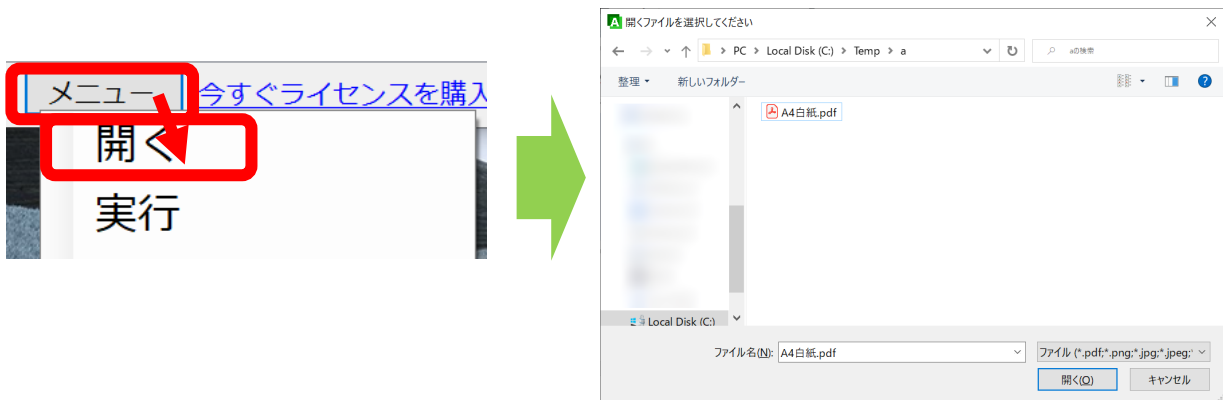 メニュー
今すぐライセンスを購入
開く
実行
開くファイルを選択してください
PC > Local Disk (C:) > Temp > a
aの検索
整理
新しいフォルダー
A4白紙.pdf
Local Disk (C:)
ファイル名(N): A4白紙.pdf
ファイル (*.pdf;*.png;*.jpg;*.jpeg;
開く(O)
キャンセル